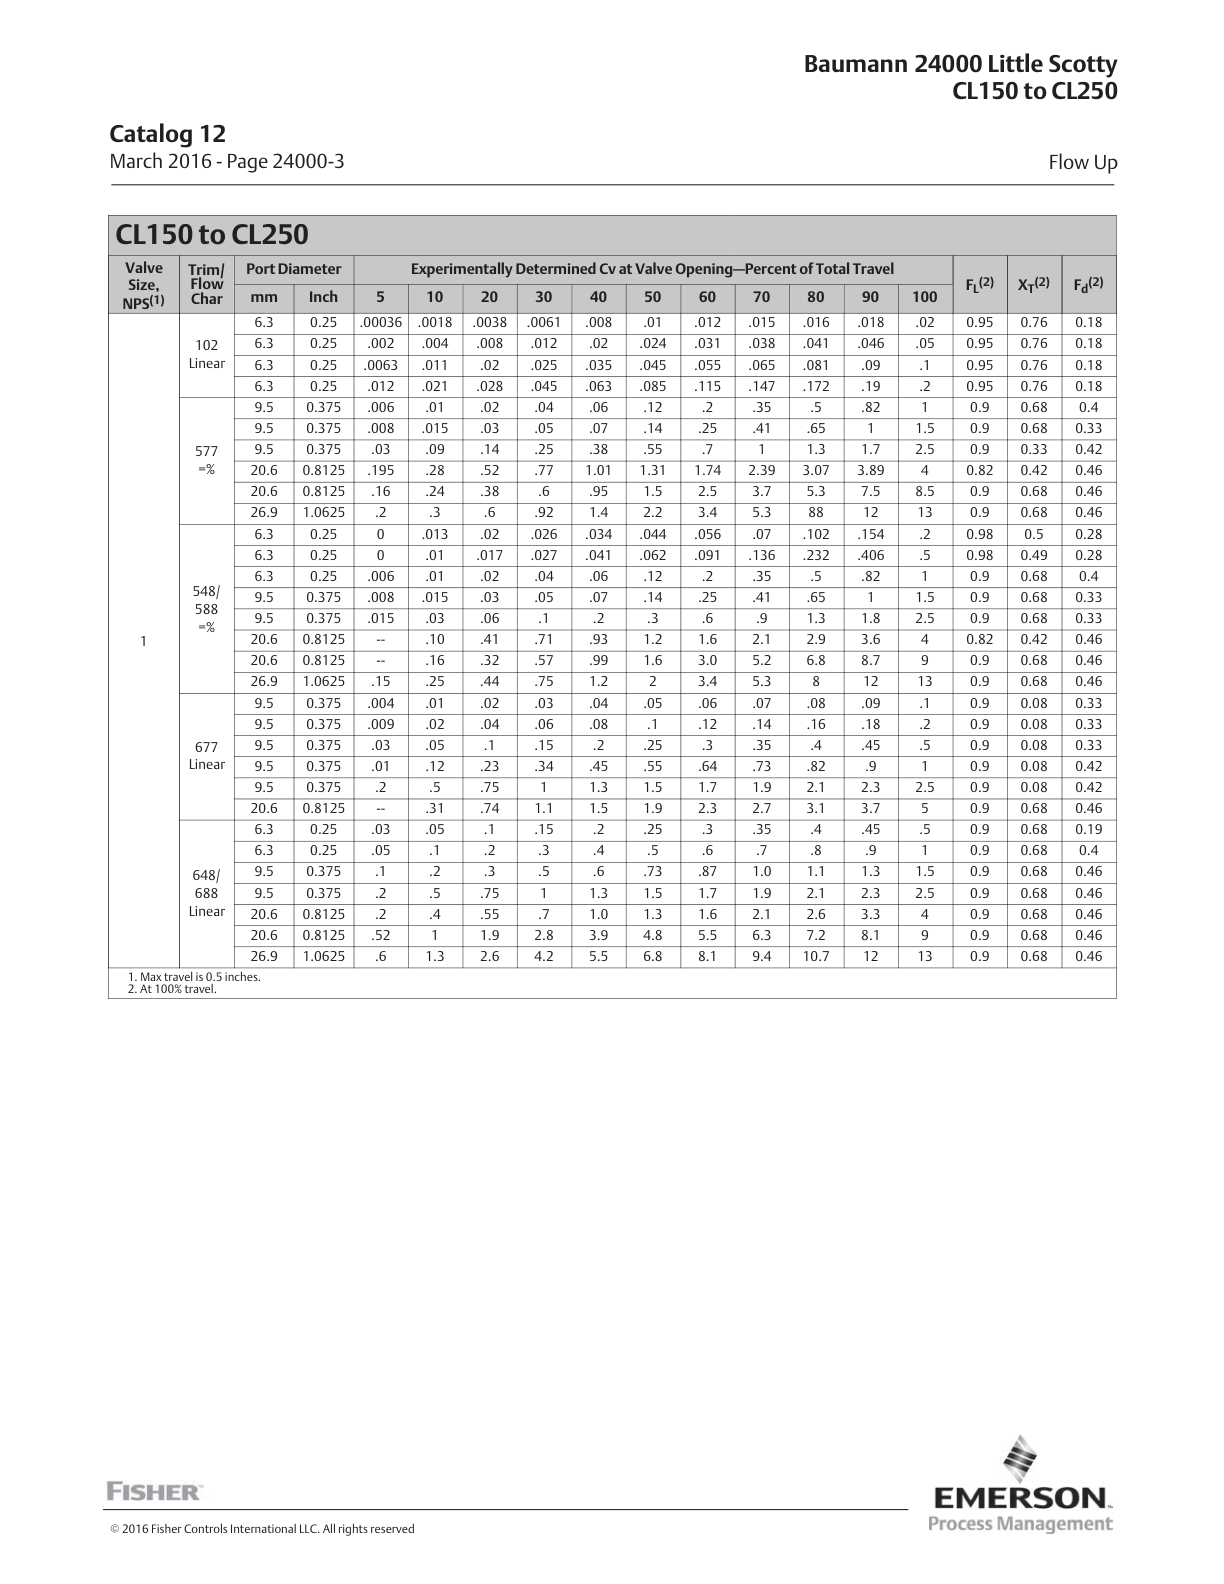 Baumann 24000 Little Scotty
CL150 to CL250
Catalog 12
March 2016 - Page 24000-3 Flow Up
CL150 to CL250
Valve Size, NPS(1) Trim/ Flow Char Port Diameter Experimentally Determined Cv at Valve Opening—Percent of Total Travel FL(2) XT(2) Fd(2)
mm Inch 5 10 20 30 40 50 60 70 80 90 100
1
102 Linear
6.3 0.25 .00036 .0018 .0038 .0061 .008 .01 .012 .015 .016 .018 .02 0.95 0.76 0.18
6.3 0.25 .002 .004 .008 .012 .02 .024 .031 .038 .041 .046 .05 0.95 0.76 0.18
6.3 0.25 .0063 .011 .02 .025 .035 .045 .055 .065 .081 .09 .1 0.95 0.76 0.18
6.3 0.25 .012 .021 .028 .045 .063 .085 .115 .147 .172 .19 .2 0.95 0.76 0.18
577 =%
9.5 0.375 .006 .01 .02 .04 .06 .12 .2 .35 .5 .82 1 0.9 0.68 0.4
9.5 0.375 .008 .015 .03 .05 .07 .14 .25 .41 .65 1 1.5 0.9 0.68 0.33
9.5 0.375 .03 .09 .14 .25 .38 .55 .7 1 1.3 1.7 2.5 0.9 0.33 0.42
20.6 0.8125 .195 .28 .52 .77 1.01 1.31 1.74 2.39 3.07 3.89 4 0.82 0.42 0.46
20.6 0.8125 .16 .24 .38 .6 .95 1.5 2.5 3.7 5.3 7.5 8.5 0.9 0.68 0.46
26.9 1.0625 .2 .3 .6 .92 1.4 2.2 3.4 5.3 88 12 13 0.9 0.68 0.46
548/ 588 =%
6.3 0.25 0 .013 .02 .026 .034 .044 .056 .07 .102 .154 .2 0.98 0.5 0.28
6.3 0.25 0 .01 .017 .027 .041 .062 .091 .136 .232 .406 .5 0.98 0.49 0.28
6.3 0.25 .006 .01 .02 .04 .06 .12 .2 .35 .5 .82 1 0.9 0.68 0.4
9.5 0.375 .008 .015 .03 .05 .07 .14 .25 .41 .65 1 1.5 0.9 0.68 0.33
9.5 0.375 .015 .03 .06 .1 .2 .3 .6 .9 1.3 1.8 2.5 0.9 0.68 0.33
20.6 0.8125 -- .10 .41 .71 .93 1.2 1.6 2.1 2.9 3.6 4 0.82 0.42 0.46
20.6 0.8125 -- .16 .32 .57 .99 1.6 3.0 5.2 6.8 8.7 9 0.9 0.68 0.46
26.9 1.0625 .15 .25 .44 .75 1.2 2 3.4 5.3 8 12 13 0.9 0.68 0.46
677 Linear
9.5 0.375 .004 .01 .02 .03 .04 .05 .06 .07 .08 .09 .1 0.9 0.08 0.33
9.5 0.375 .009 .02 .04 .06 .08 .1 .12 .14 .16 .18 .2 0.9 0.08 0.33
9.5 0.375 .03 .05 .1 .15 .2 .25 .3 .35 .4 .45 .5 0.9 0.08 0.33
9.5 0.375 .01 .12 .23 .34 .45 .55 .64 .73 .82 .9 1 0.9 0.08 0.42
9.5 0.375 .2 .5 .75 1 1.3 1.5 1.7 1.9 2.1 2.3 2.5 0.9 0.08 0.42
20.6 0.8125 -- .31 .74 1.1 1.5 1.9 2.3 2.7 3.1 3.7 5 0.9 0.68 0.46
648/ 688 Linear
6.3 0.25 .03 .05 .1 .15 .2 .25 .3 .35 .4 .45 .5 0.9 0.68 0.19
6.3 0.25 .05 .1 .2 .3 .4 .5 .6 .7 .8 .9 1 0.9 0.68 0.4
9.5 0.375 .1 .2 .3 .5 .6 .73 .87 1.0 1.1 1.3 1.5 0.9 0.68 0.46
9.5 0.375 .2 .5 .75 1 1.3 1.5 1.7 1.9 2.1 2.3 2.5 0.9 0.68 0.46
20.6 0.8125 .2 .4 .55 .7 1.0 1.3 1.6 2.1 2.6 3.3 4 0.9 0.68 0.46
20.6 0.8125 .52 1 1.9 2.8 3.9 4.8 5.5 6.3 7.2 8.1 9 0.9 0.68 0.46
26.9 1.0625 .6 1.3 2.6 4.2 5.5 6.8 8.1 9.4 10.7 12 13 0.9 0.68 0.46
1. Max travel is 0.5 inches.
2. At 100% travel.
FISHER™
EMERSON™
Process Management
© 2016 Fisher Controls International LLC. All rights reserved